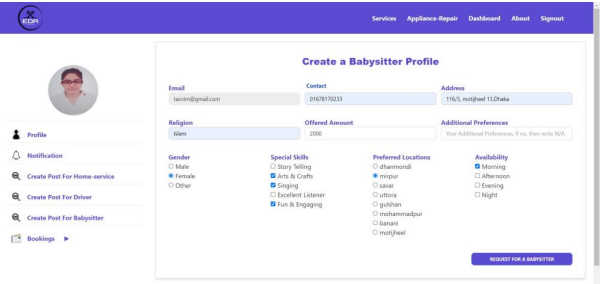 EDR
Services Appliance-Repair Dashboard About Signout
Create a Babysitter Profile
Email Contact Address
tasnim@gmail.com 01678170233 116/3, motijheel 13,Dhaka
Religion Offered Amount Additional Preferences
Islam 2000 Your Additional Preferences, if no, then write N/A
Profile
Notification
Create Post For Home-service
Create Post For Driver
Create Post For Babysitter
Bookings
Gender Special Skills Preferred Locations Availability
Male Story Telling dhanmondi Morning
Female Arts & Crafts mirpur Afternoon
Other Singing savar Evening
Excellent Listener uttora Night
Fun & Engaging gulshan
mohammadpur
banani
motijheel
REQUEST FOR A BABYSITTER